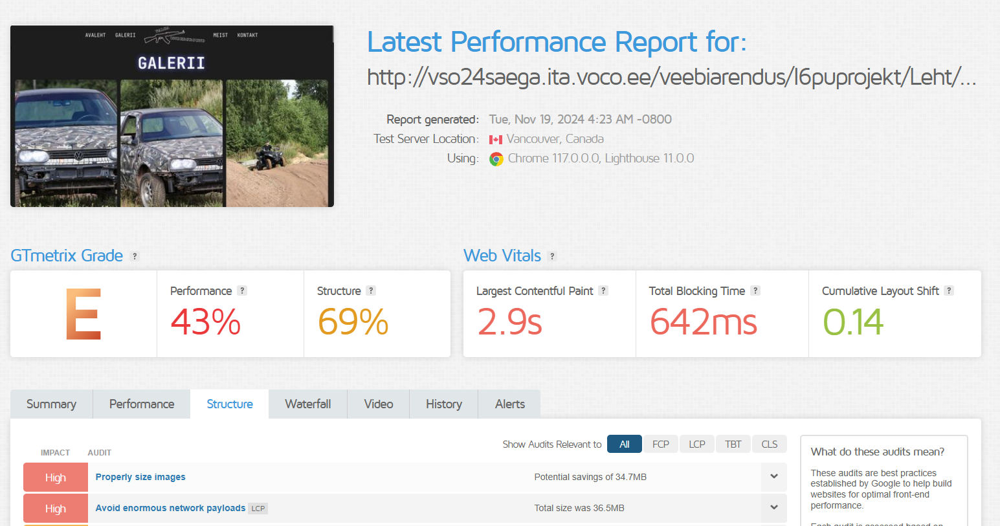 AVALEHT GALERII MEIST KONTAKT
GALERII
Latest Performance Report for:
http://vso24saega.ita.voco.ee/veebiarendus/l6puprojekt/Leht/...
Report generated: Tue, Nov 19, 2024 4:23 AM -0800
Test Server Location: Vancouver, Canada
Using: Chrome 117.0.0.0, Lighthouse 11.0.0
GTmetrix Grade ?
Web Vitals ?
E
Performance ?
43%
Structure ?
69%
Largest Contentful Paint ?
2.9s
Total Blocking Time ?
642ms
Cumulative Layout Shift ?
0.14
Summary Performance Structure Waterfall Video History Alerts
Show Audits Relevant to All FCP LCP TBT CLS
IMPACT AUDIT
High Properly size images Potential savings of 34.7MB
High Avoid enormous network payloads LCP Total size was 36.5MB
What do these audits mean?
These audits are best practices
established by Google to help build
websites for optimal front-end
performance.
Each audit is assessed based on